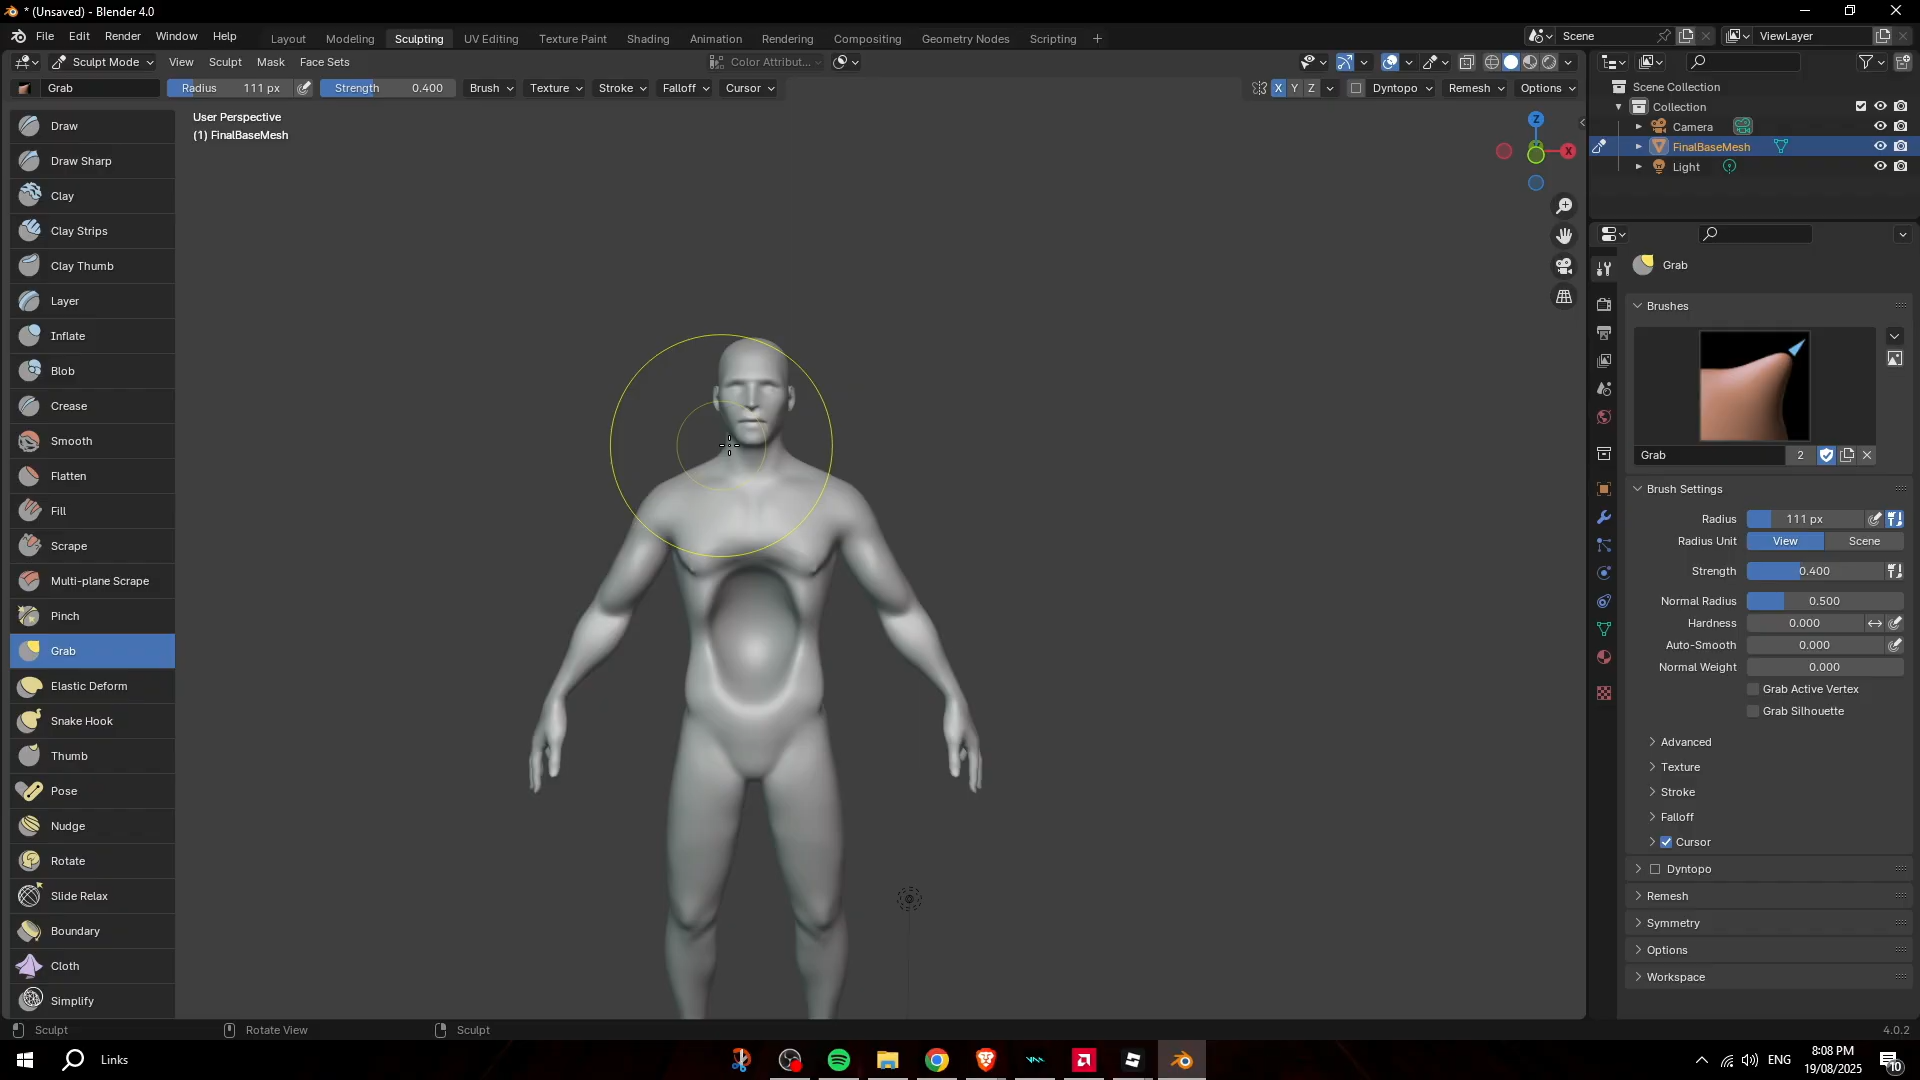 * (Unsaved) - Blender 4.0
File Edit Render Window Help
Layout Modeling Sculpting UV Editing Texture Paint Shading Animation Rendering Compositing Geometry Nodes Scripting +
Scene
ViewLayer
Sculpt Mode View Sculpt Mask Face Sets
Color Attribut...
Grab
Radius 111 px
Strength 0.400
Brush Texture Stroke Falloff Cursor
X Y Z
Dyntopo Remesh Options
User Perspective
(1) FinalBaseMesh
Draw
Draw Sharp
Clay
Clay Strips
Clay Thumb
Layer
Inflate
Blob
Crease
Smooth
Flatten
Fill
Scrape
Multi-plane Scrape
Pinch
Grab
Elastic Deform
Snake Hook
Thumb
Pose
Nudge
Rotate
Slide Relax
Boundary
Cloth
Simplify
Z
X
Scene Collection
Collection
Camera
FinalBaseMesh
Light
Grab
Brushes
Grab 2
Brush Settings
Radius 111 px
Radius Unit View Scene
Strength 0.400
Normal Radius 0.500
Hardness 0.000
Auto-Smooth 0.000
Normal Weight 0.000
Grab Active Vertex
Grab Silhouette
Advanced
Texture
Stroke
Falloff
Cursor
Dyntopo
Remesh
Symmetry
Options
Workspace
Sculpt
Rotate View
Sculpt
4.0.2
Links
ENG
8:08 PM
19/08/2025
10